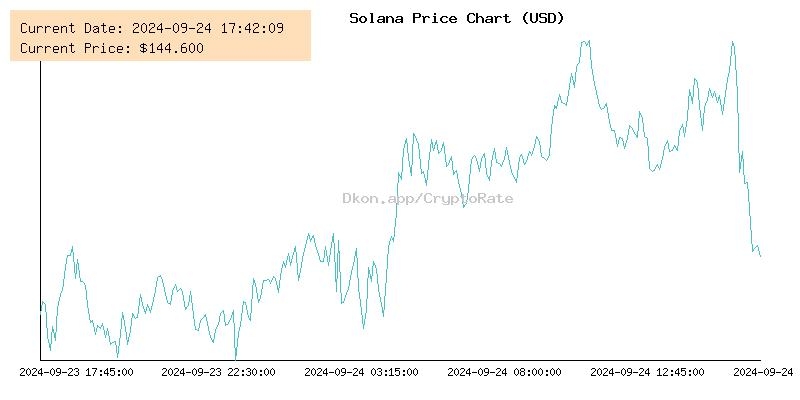 Solana Price Chart (USD)
Current Date: 2024-09-24 17:42:09
Current Price: $144.600
Dkon.app/CryptoRate
2024-09-23 17:45:00
2024-09-23 22:30:00
2024-09-24 03:15:00
2024-09-24 08:00:00
2024-09-24 12:45:00
2024-09-24